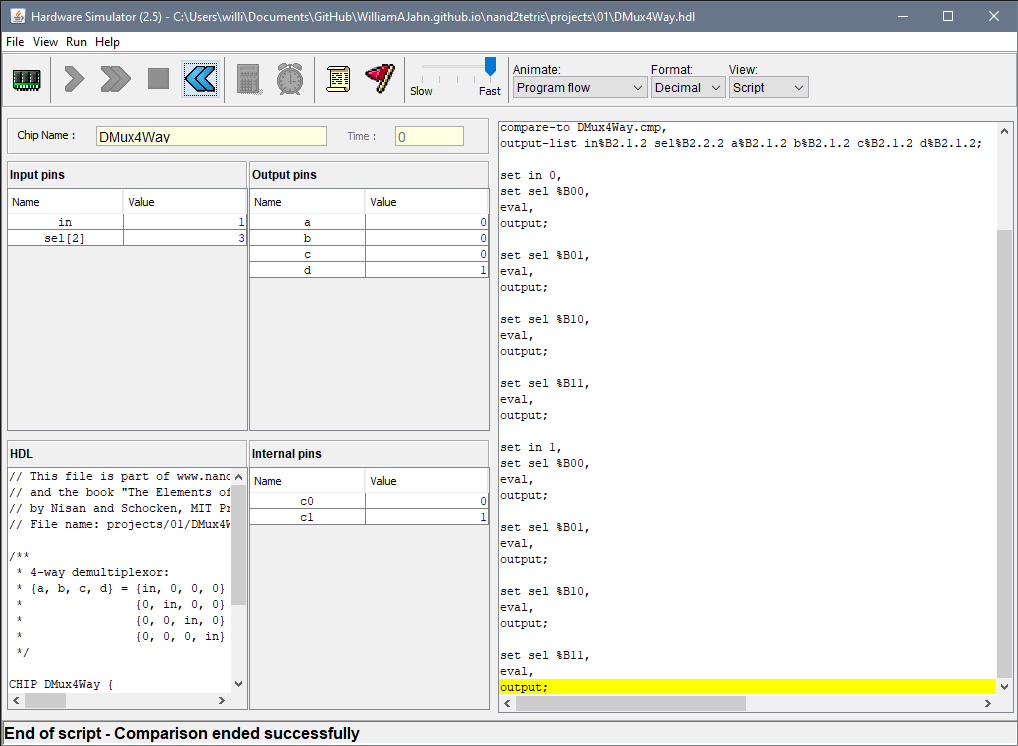 Hardware Simulator (2.5) - C:\Users\willi\Documents\GitHub\WilliamAJahn.github.io\nand2tetris\projects\01\DMux4Way.hdl
File View Run Help
Slow Fast
Animate: Format: View:
Program flow Decimal Script
Chip Name : DMux4Way Time : 0
Input pins
Name Value
in 1
sel[2] 3
Output pins
Name Value
a 0
b 0
c 0
d 1
HDL
// This file is part of www.nand
// and the book "The Elements of
// by Nisan and Schocken, MIT Pr
// File name: projects/01/DMux4W
/**
* 4-way demultiplexor:
* {a, b, c, d} = {in, 0, 0, 0}
* {0, in, 0, 0}
* {0, 0, in, 0}
* {0, 0, 0, in}
*/
CHIP DMux4Way {
Internal pins
Name Value
c0 0
c1 1
compare-to DMux4Way.cmp,
output-list in%B2.1.2 sel%B2.2.2 a%B2.1.2 b%B2.1.2 c%B2.1.2 d%B2.1.2;
set in 0,
set sel %B00,
eval,
output;
set sel %B01,
eval,
output;
set sel %B10,
eval,
output;
set sel %B11,
eval,
output;
set in 1,
set sel %B00,
eval,
output;
set sel %B01,
eval,
output;
set sel %B10,
eval,
output;
set sel %B11,
eval,
output;
End of script - Comparison ended successfully